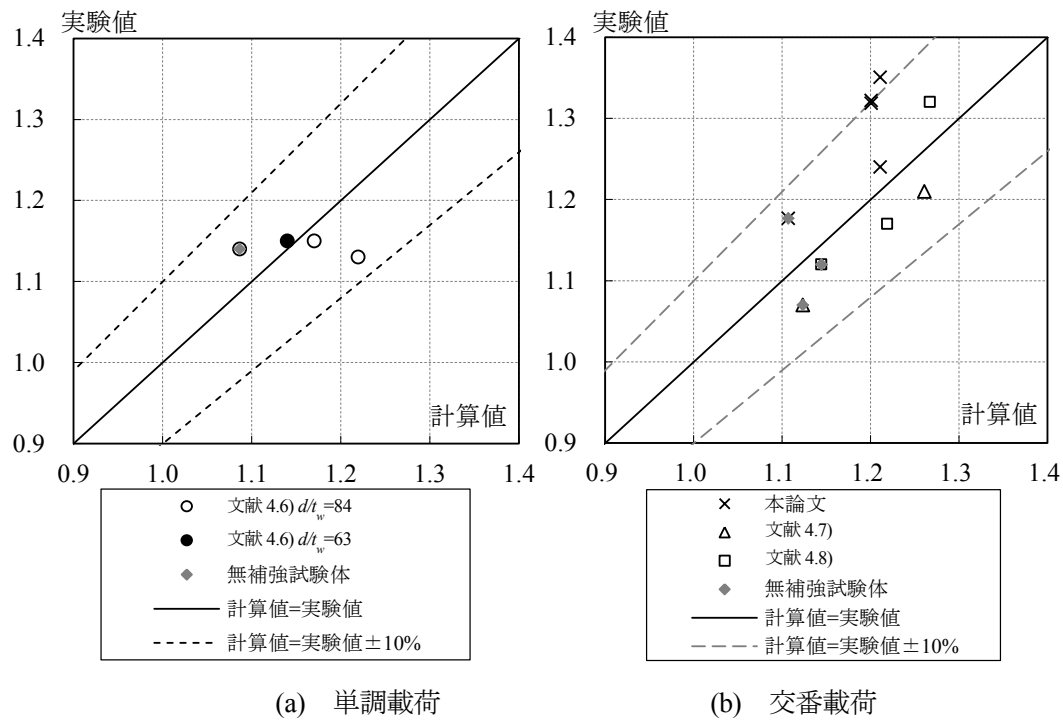 実験値
1.4
1.3
1.2
1.1
1.0
0.9
計算値
0.9 1.0 1.1 1.2 1.3 1.4
文献 4.6) d/tw=84
文献 4.6) d/tw=63
無補強試験体
計算値=実験値
計算値=実験値±10%
(a) 単調載荷
実験値
1.4
1.3
1.2
1.1
1.0
0.9
計算値
0.9 1.0 1.1 1.2 1.3 1.4
本論文
文献 4.7)
文献 4.8)
無補強試験体
計算値=実験値
計算値=実験値±10%
(b) 交番載荷